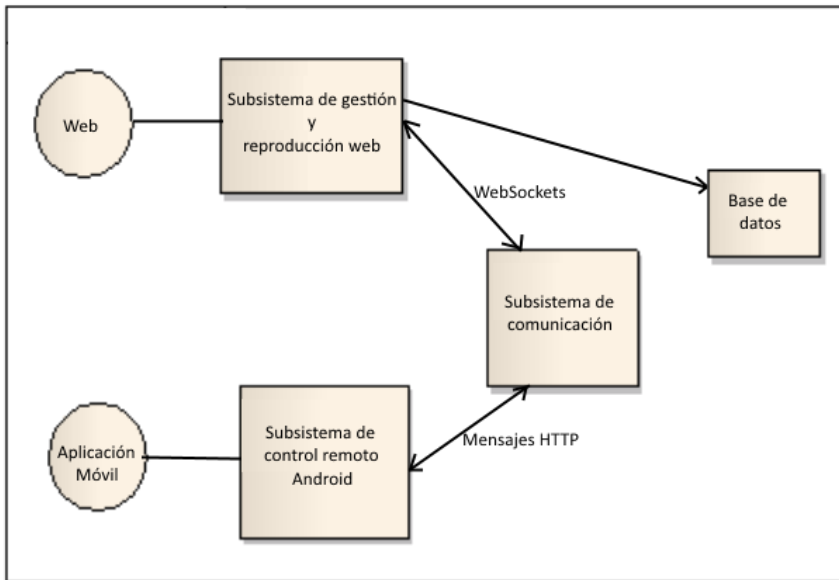 Web
Subsistema de gestión
y
reproducción web
WebSockets
Base de
datos
Subsistema de
comunicación
Mensajes HTTP
Aplicación
Móvil
Subsistema de
control remoto
Android